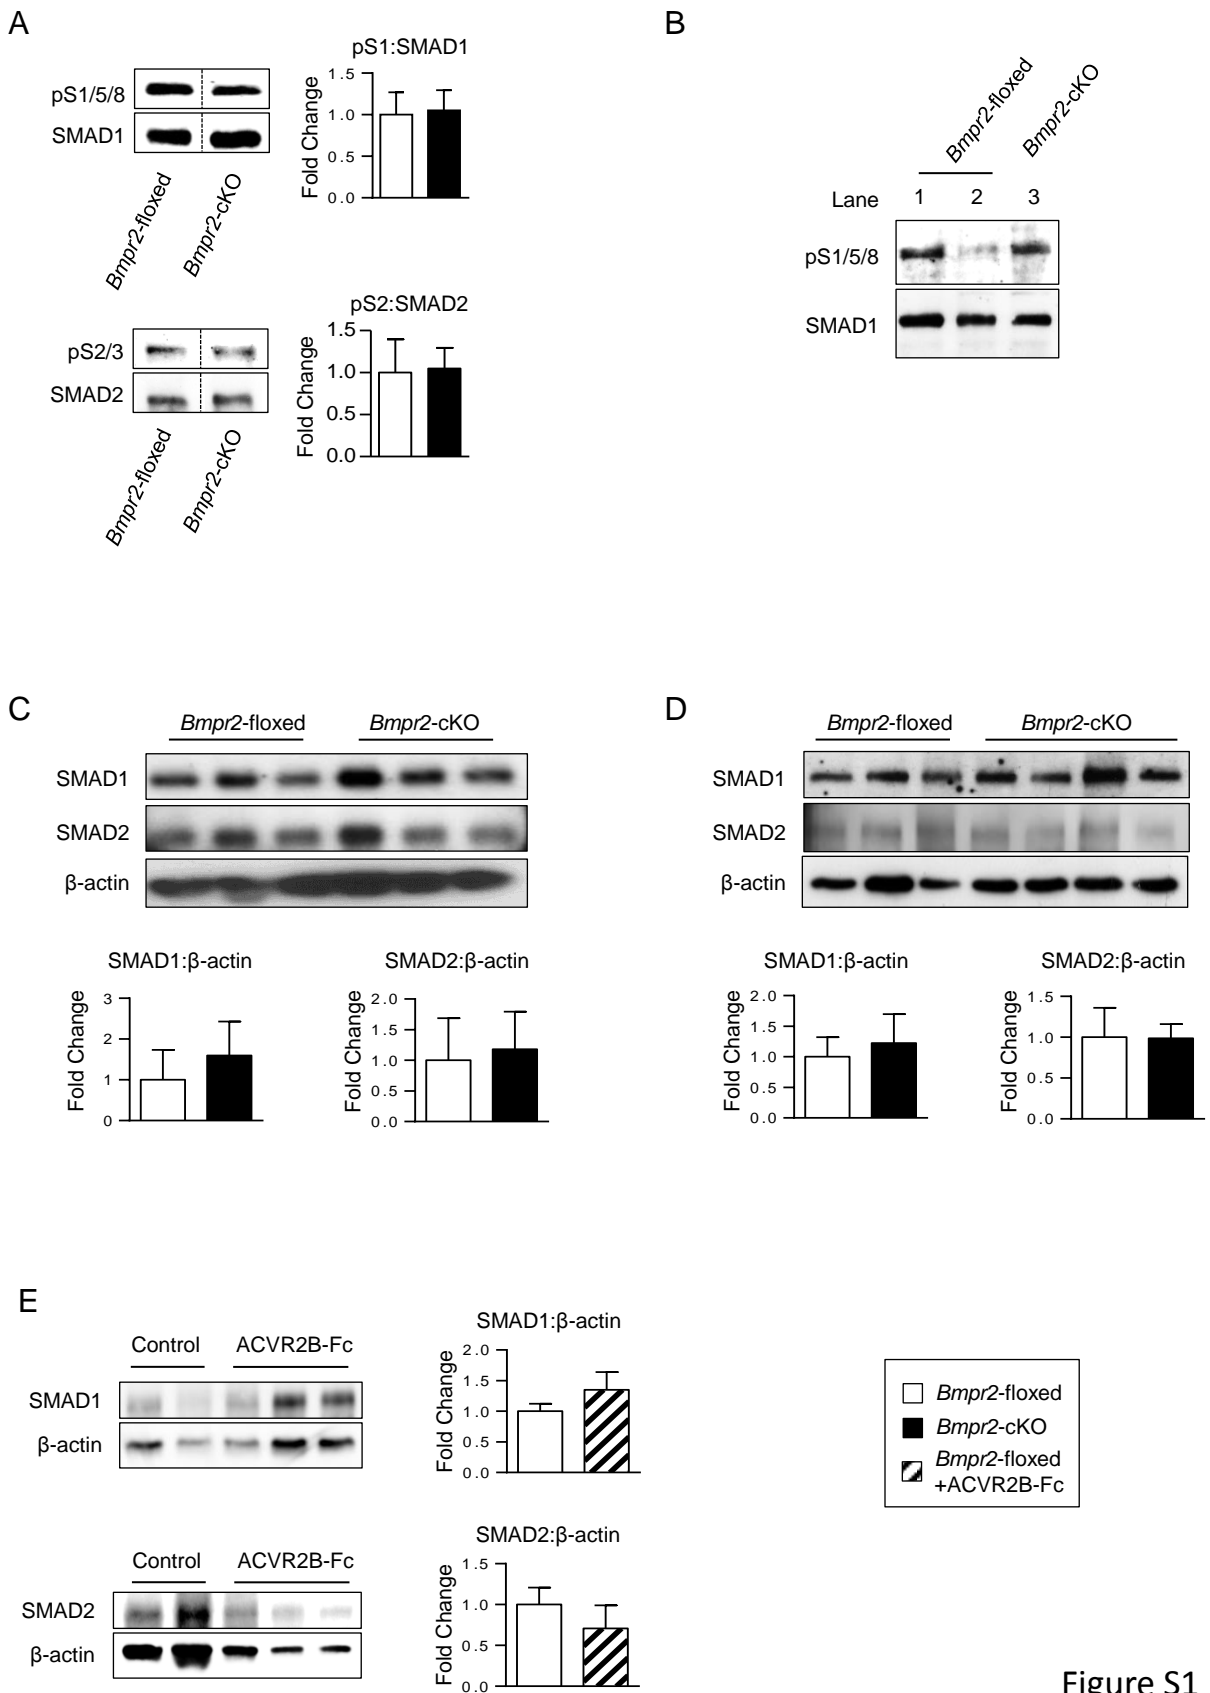 A
pS1/5/8
SMAD1
Bmpr2-floxed
Bmpr2-cKO
pS1:SMAD1
Fold Change
1.5
1.0
0.5
0.0
pS2/3
SMAD2
Bmpr2-floxed
Bmpr2-cKO
pS2:SMAD2
Fold Change
1.5
1.0
0.5
0.0
B
Bmpr2-floxed
Bmpr2-cKO
Lane 1 2 3
pS1/5/8
SMAD1
C
Bmpr2-floxed Bmpr2-cKO
SMAD1
SMAD2
β-actin
SMAD1:β-actin
Fold Change
3
2
1
0
SMAD2:β-actin
Fold Change
2.0
1.5
1.0
0.5
0.0
D
Bmpr2-floxed Bmpr2-cKO
SMAD1
SMAD2
β-actin
SMAD1:β-actin
Fold Change
2.0
1.5
1.0
0.5
0.0
SMAD2:β-actin
Fold Change
1.5
1.0
0.5
0.0
E
Control ACVR2B-Fc
SMAD1
β-actin
SMAD1:β-actin
Fold Change
2.0
1.5
1.0
0.5
0.0
Control ACVR2B-Fc
SMAD2
β-actin
SMAD2:β-actin
Fold Change
1.5
1.0
0.5
0.0
Bmpr2-floxed
Bmpr2-cKO
Bmpr2-floxed
+ACVR2B-Fc
Figure S1